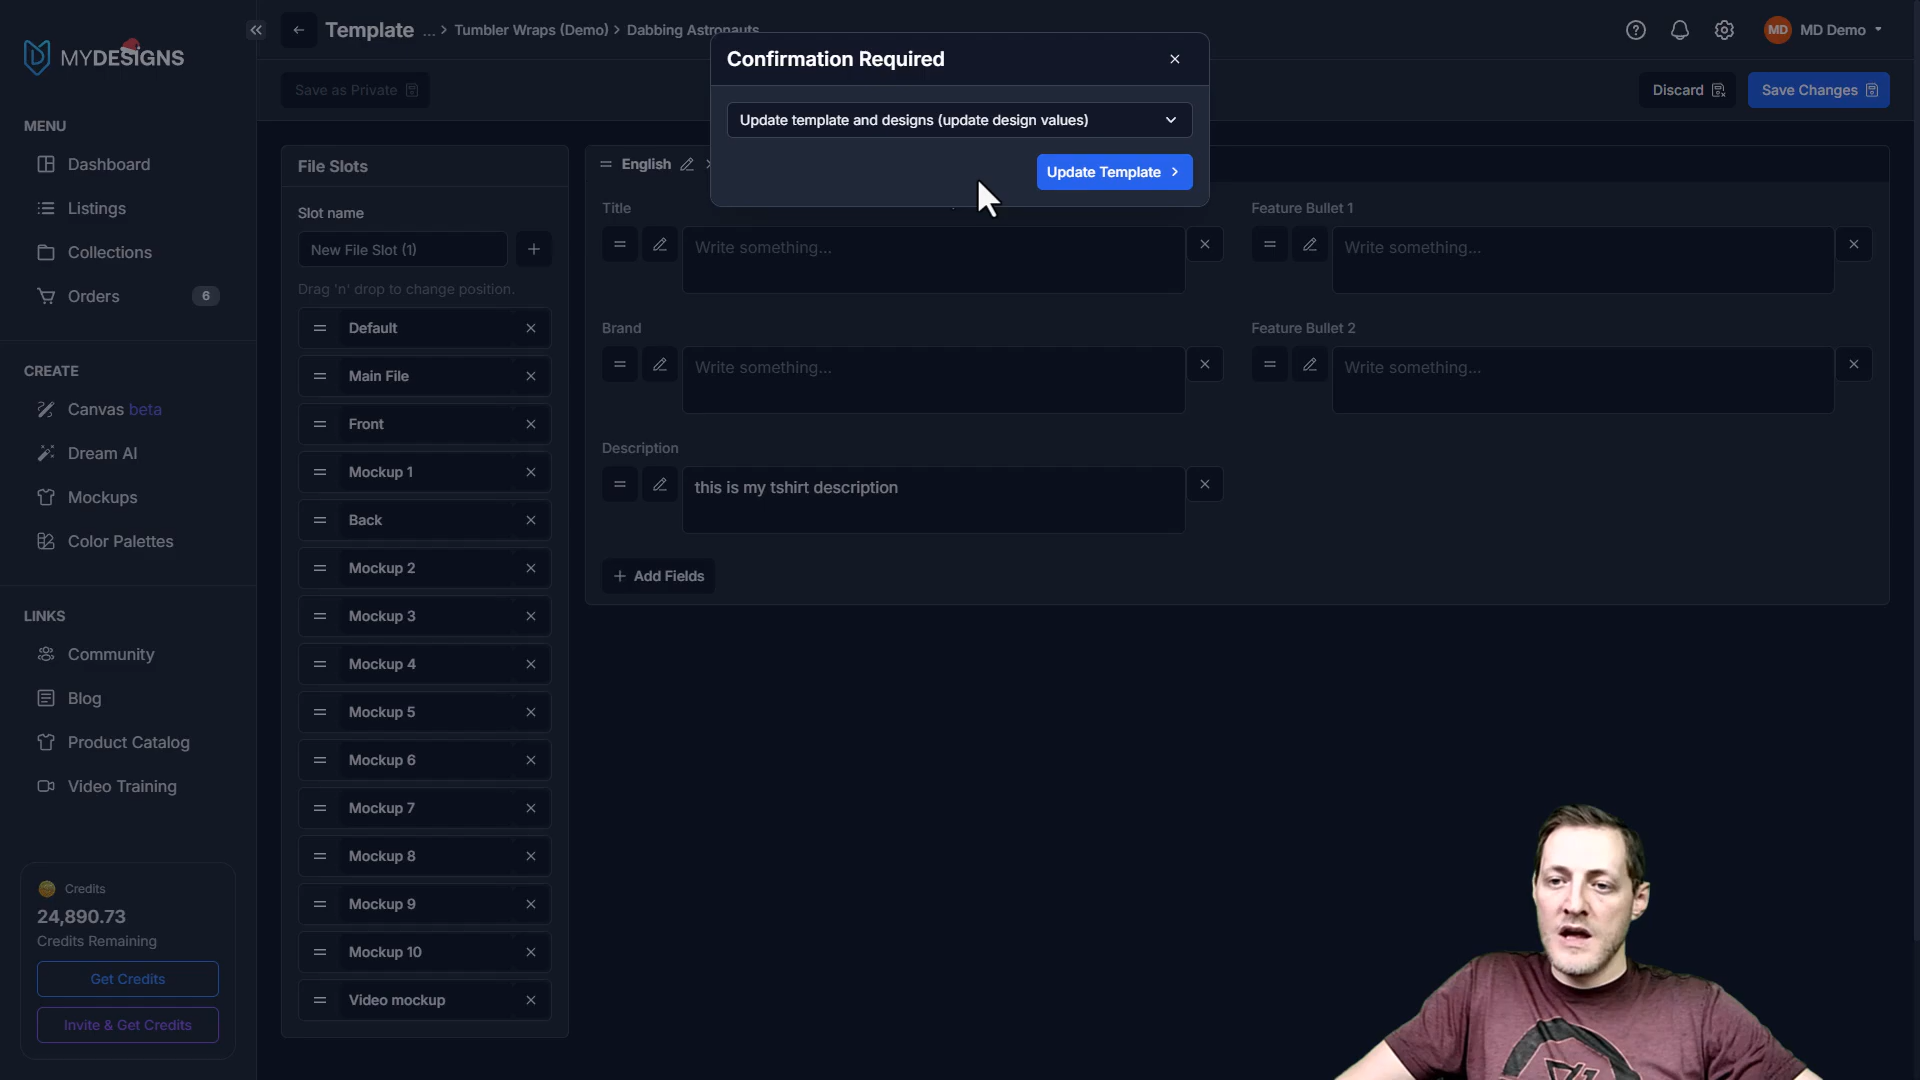 MYDESIGNS
MENU
Dashboard
Listings
Collections
Orders
6
CREATE
Canvas beta
Dream AI
Mockups
Color Palettes
LINKS
Community
Blog
Product Catalog
Video Training
Credits
24,890.73
Credits Remaining
Get Credits
Invite & Get Credits
Template ... > Tumbler Wraps (Demo) > Dabbing Astronauts
MD MD Demo
Save as Private
Discard
Save Changes
Confirmation Required
Update template and designs (update design values)
Update Template
File Slots
Slot name
New File Slot (1)
Drag 'n' drop to change position.
Default
Main File
Front
Mockup 1
Back
Mockup 2
Mockup 3
Mockup 4
Mockup 5
Mockup 6
Mockup 7
Mockup 8
Mockup 9
Mockup 10
Video mockup
English
Title
Write something...
Feature Bullet 1
Write something...
Brand
Write something...
Feature Bullet 2
Write something...
Description
this is my tshirt description
Add Fields